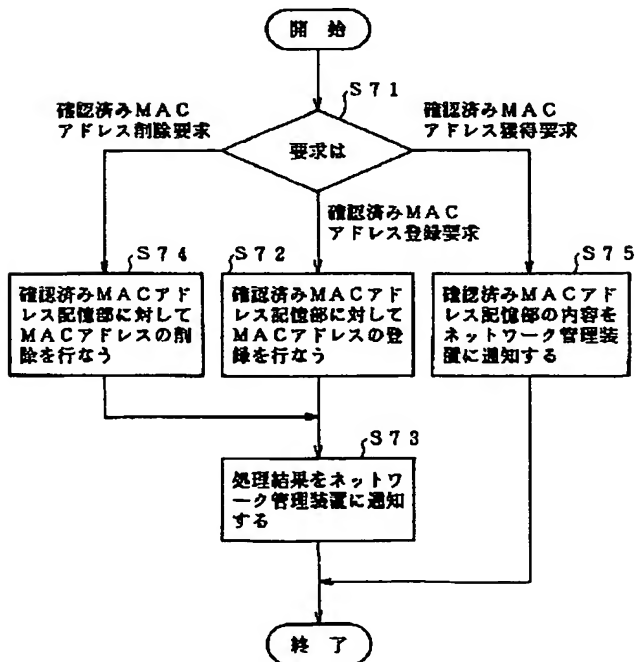 開 始
S71
確認済みMAC
アドレス削除要求
要求は
確認済みMAC
アドレス獲得要求
確認済みMAC
アドレス登録要求
S74
確認済みMACアド
レス記憶部に対して
MACアドレスの削
除を行なう
S72
確認済みMACアド
レス記憶部に対して
MACアドレスの登
録を行なう
S75
確認済みMACアド
レス記憶部の内容を
ネットワーク管理装
置に通知する
S73
処理結果をネットワ
ーク管理装置に通知
する
終 了